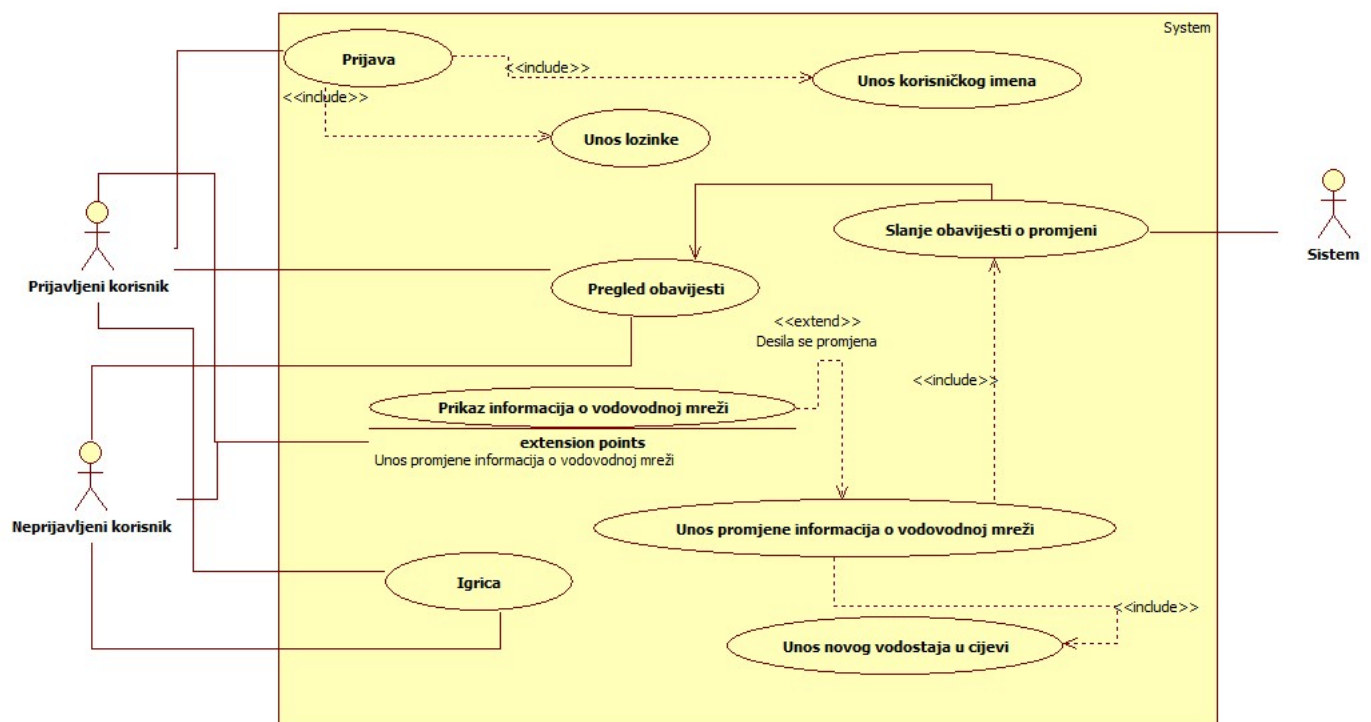 System
Prijava
<<include>>
Unos korisničkog imena
<<include>>
Unos lozinke
Slanje obavijesti o promjeni
Sistem
Prijavljeni korisnik
Pregled obavijesti
<<extend>>
Desila se promjena
<<include>>
Prikaz informacija o vodovodnoj mreži
extension points
Unos promjene informacija o vodovodnoj mreži
Neprijavljeni korisnik
Unos promjene informacija o vodovodnoj mreži
Igrica
<<include>>
Unos novog vodostaja u cijevi